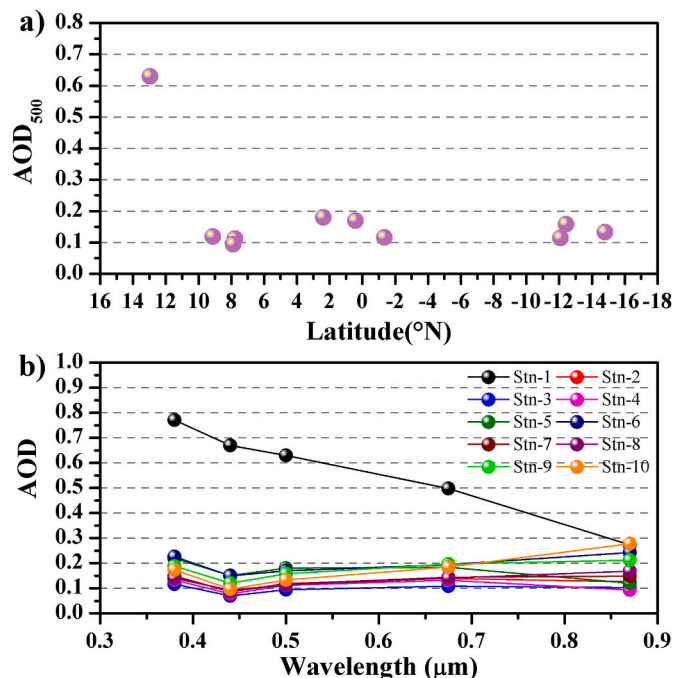 a)
0.8
0.7
0.6
0.5
0.4
0.3
0.2
0.1
0.0
AOD500
16 14 12 10 8 6 4 2 0 -2 -4 -6 -8 -10 -12 -14 -16 -18
Latitude(°N)
b)
1.0
0.9
0.8
0.7
0.6
0.5
0.4
0.3
0.2
0.1
0.0
AOD
Stn-1 Stn-2
Stn-3 Stn-4
Stn-5 Stn-6
Stn-7 Stn-8
Stn-9 Stn-10
0.3 0.4 0.5 0.6 0.7 0.8 0.9
Wavelength (μm)